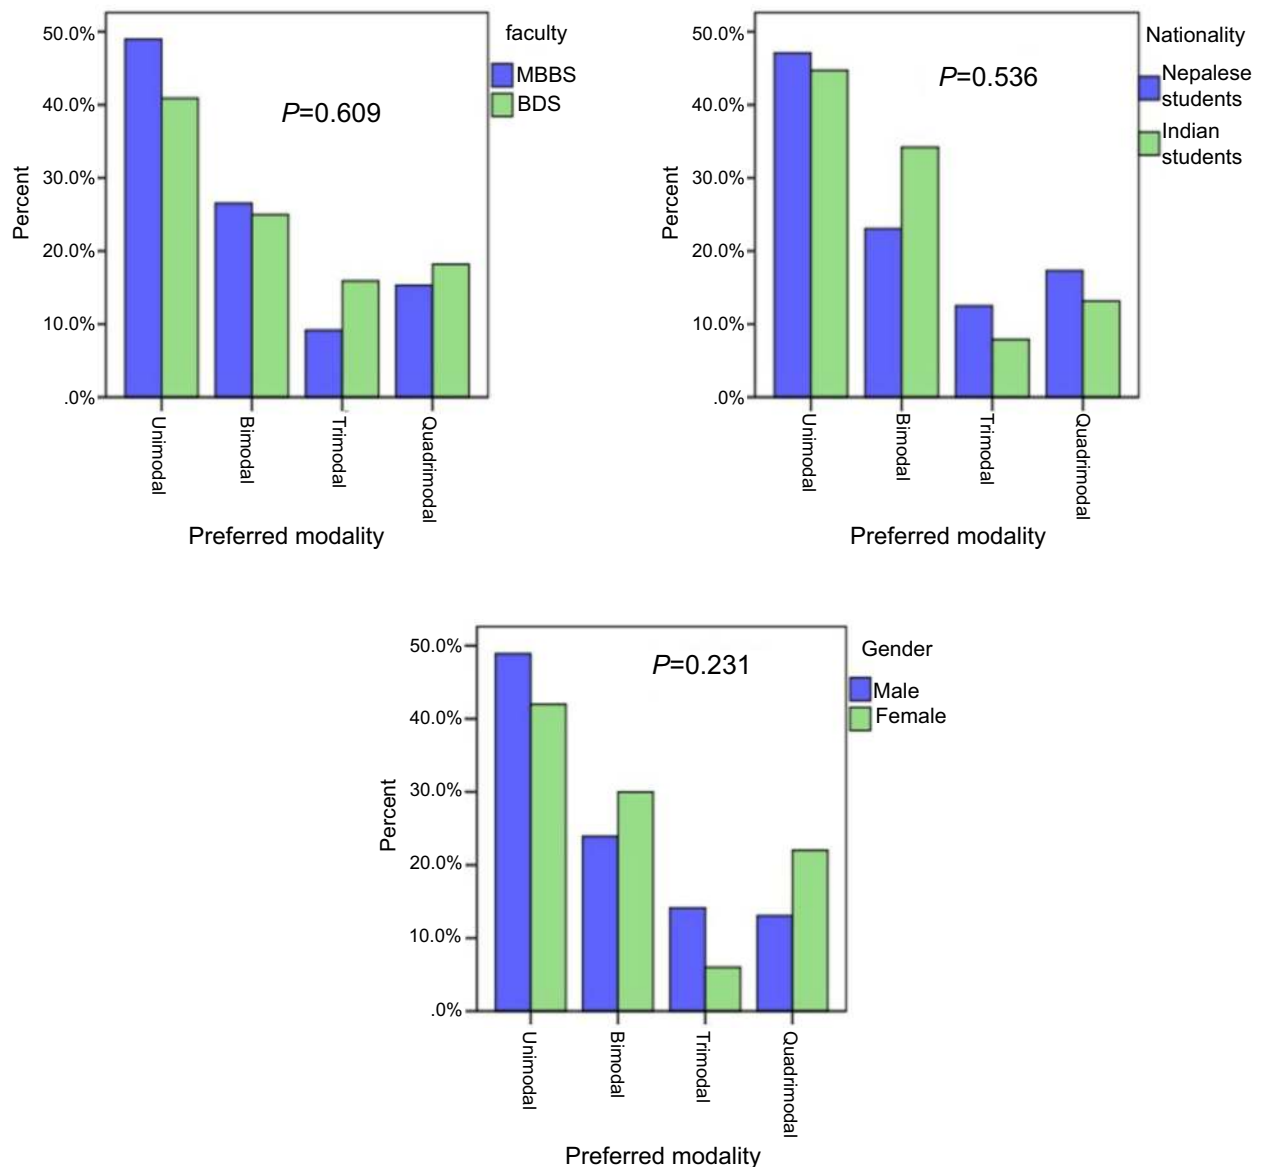 faculty
MBBS
BDS
P=0.609
Percent
50.0%
40.0%
30.0%
20.0%
10.0%
.0%
Unimodal
Bimodal
Trimodal
Quadrimodal
Preferred modality
Nationality
Nepalese
students
Indian
students
P=0.536
Percent
50.0%
40.0%
30.0%
20.0%
10.0%
.0%
Unimodal
Bimodal
Trimodal
Quadrimodal
Preferred modality
Gender
Male
Female
P=0.231
Percent
50.0%
40.0%
30.0%
20.0%
10.0%
.0%
Unimodal
Bimodal
Trimodal
Quadrimodal
Preferred modality